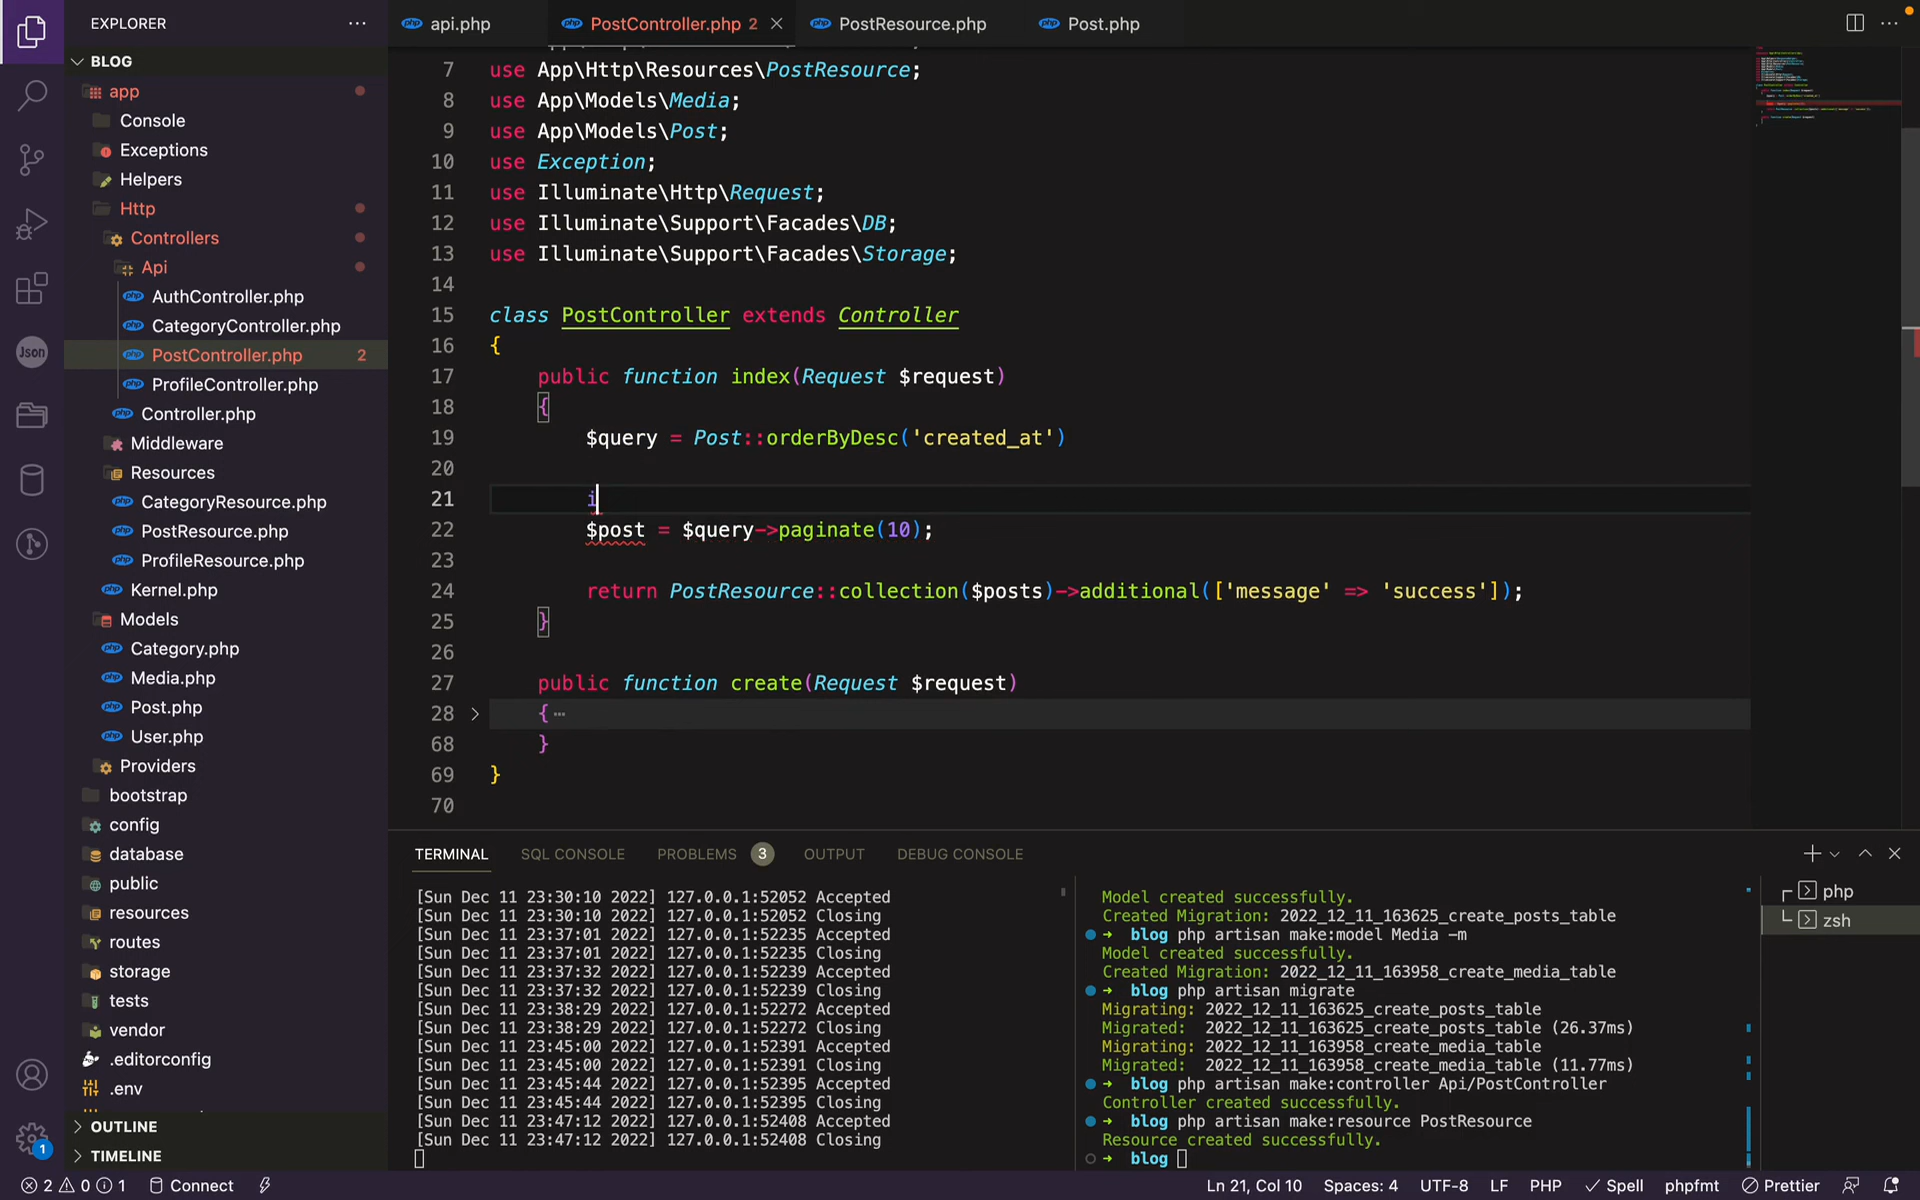 EXPLORER
BLOG
app
Console
Exceptions
Helpers
Http
Controllers
Api
AuthController.php
CategoryController.php
PostController.php 2
ProfileController.php
Controller.php
Middleware
Resources
CategoryResource.php
PostResource.php
ProfileResource.php
Kernel.php
Models
Category.php
Media.php
Post.php
User.php
Providers
bootstrap
config
database
public
resources
routes
storage
tests
vendor
.editorconfig
.env
OUTLINE
TIMELINE
Json
1
php api.php
php PostController.php 2
php PostResource.php
php Post.php
7 use App\Http\Resources\PostResource;
8 use App\Models\Media;
9 use App\Models\Post;
10 use Exception;
11 use Illuminate\Http\Request;
12 use Illuminate\Support\Facades\DB;
13 use Illuminate\Support\Facades\Storage;
14
15 class PostController extends Controller
16 {
17 public function index(Request $request)
18 {
19 $query = Post::orderByDesc('created_at')
20
21 i
22 $post = $query->paginate(10);
23
24 return PostResource::collection($posts)->additional(['message' => 'success']);
25 }
26
27 public function create(Request $request)
28 {
68 }
69 }
70
TERMINAL SQL CONSOLE PROBLEMS 3 OUTPUT DEBUG CONSOLE
[Sun Dec 11 23:30:10 2022] 127.0.0.1:52052 Accepted
[Sun Dec 11 23:30:10 2022] 127.0.0.1:52052 Closing
[Sun Dec 11 23:37:01 2022] 127.0.0.1:52235 Accepted
[Sun Dec 11 23:37:01 2022] 127.0.0.1:52235 Closing
[Sun Dec 11 23:37:32 2022] 127.0.0.1:52239 Accepted
[Sun Dec 11 23:37:32 2022] 127.0.0.1:52239 Closing
[Sun Dec 11 23:38:29 2022] 127.0.0.1:52272 Accepted
[Sun Dec 11 23:38:29 2022] 127.0.0.1:52272 Closing
[Sun Dec 11 23:45:00 2022] 127.0.0.1:52391 Accepted
[Sun Dec 11 23:45:00 2022] 127.0.0.1:52391 Closing
[Sun Dec 11 23:45:44 2022] 127.0.0.1:52395 Accepted
[Sun Dec 11 23:45:44 2022] 127.0.0.1:52395 Closing
[Sun Dec 11 23:47:12 2022] 127.0.0.1:52408 Accepted
[Sun Dec 11 23:47:12 2022] 127.0.0.1:52408 Closing
Model created successfully.
Created Migration: 2022_12_11_163625_create_posts_table
➜ blog php artisan make:model Media -m
Model created successfully.
Created Migration: 2022_12_11_163958_create_media_table
➜ blog php artisan migrate
Migrating: 2022_12_11_163625_create_posts_table
Migrated: 2022_12_11_163625_create_posts_table (26.37ms)
Migrating: 2022_12_11_163958_create_media_table
Migrated: 2022_12_11_163958_create_media_table (11.77ms)
➜ blog php artisan make:controller Api/PostController
Controller created successfully.
➜ blog php artisan make:resource PostResource
Resource created successfully.
➜ blog
php
zsh
2 0 1 Connect
Ln 21, Col 10 Spaces: 4 UTF-8 LF PHP Spell phpfmt Prettier